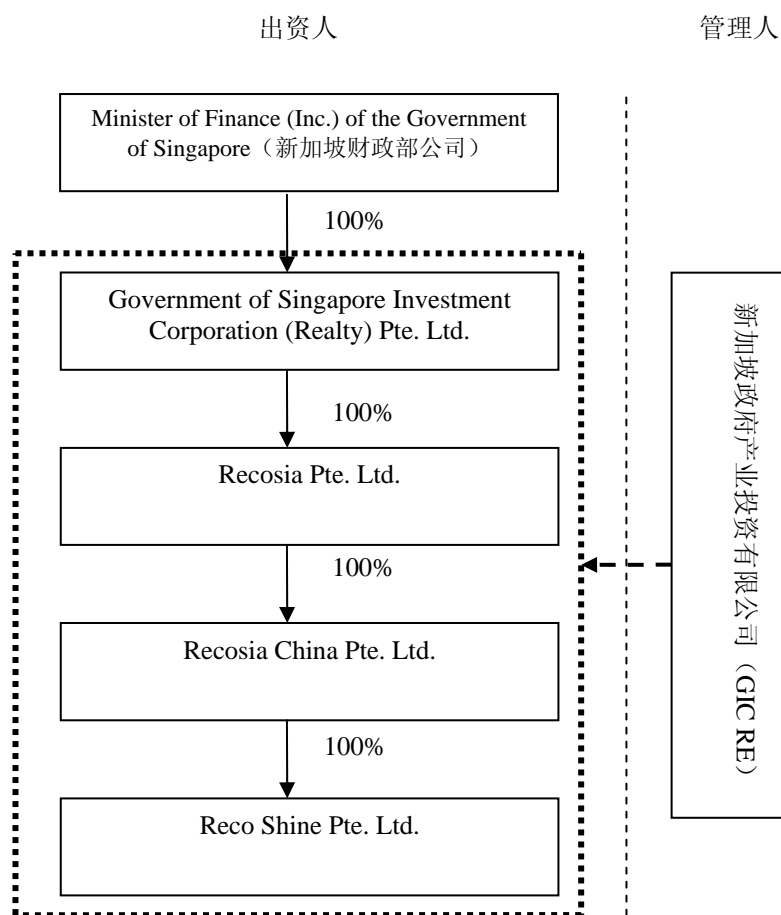 出资人
管理人
Minister of Finance (Inc.) of the Government
of Singapore（新加坡财政部公司）
100%
Government of Singapore Investment
Corporation (Realty) Pte. Ltd.
100%
Recosia Pte. Ltd.
100%
Recosia China Pte. Ltd.
100%
Reco Shine Pte. Ltd.
新加坡政府产业投资有限公司（GIC RE）